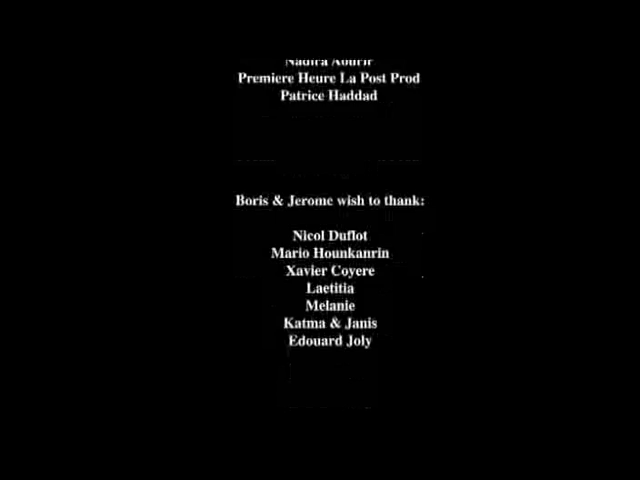 Premiere Heure La Post Prod
Patrice Haddad
Boris & Jerome wish to thank:
Nicol Duflot
Mario Hounkanrin
Xavier Coyere
Laetitia
Melanie
Katma & Janis
Edouard Joly